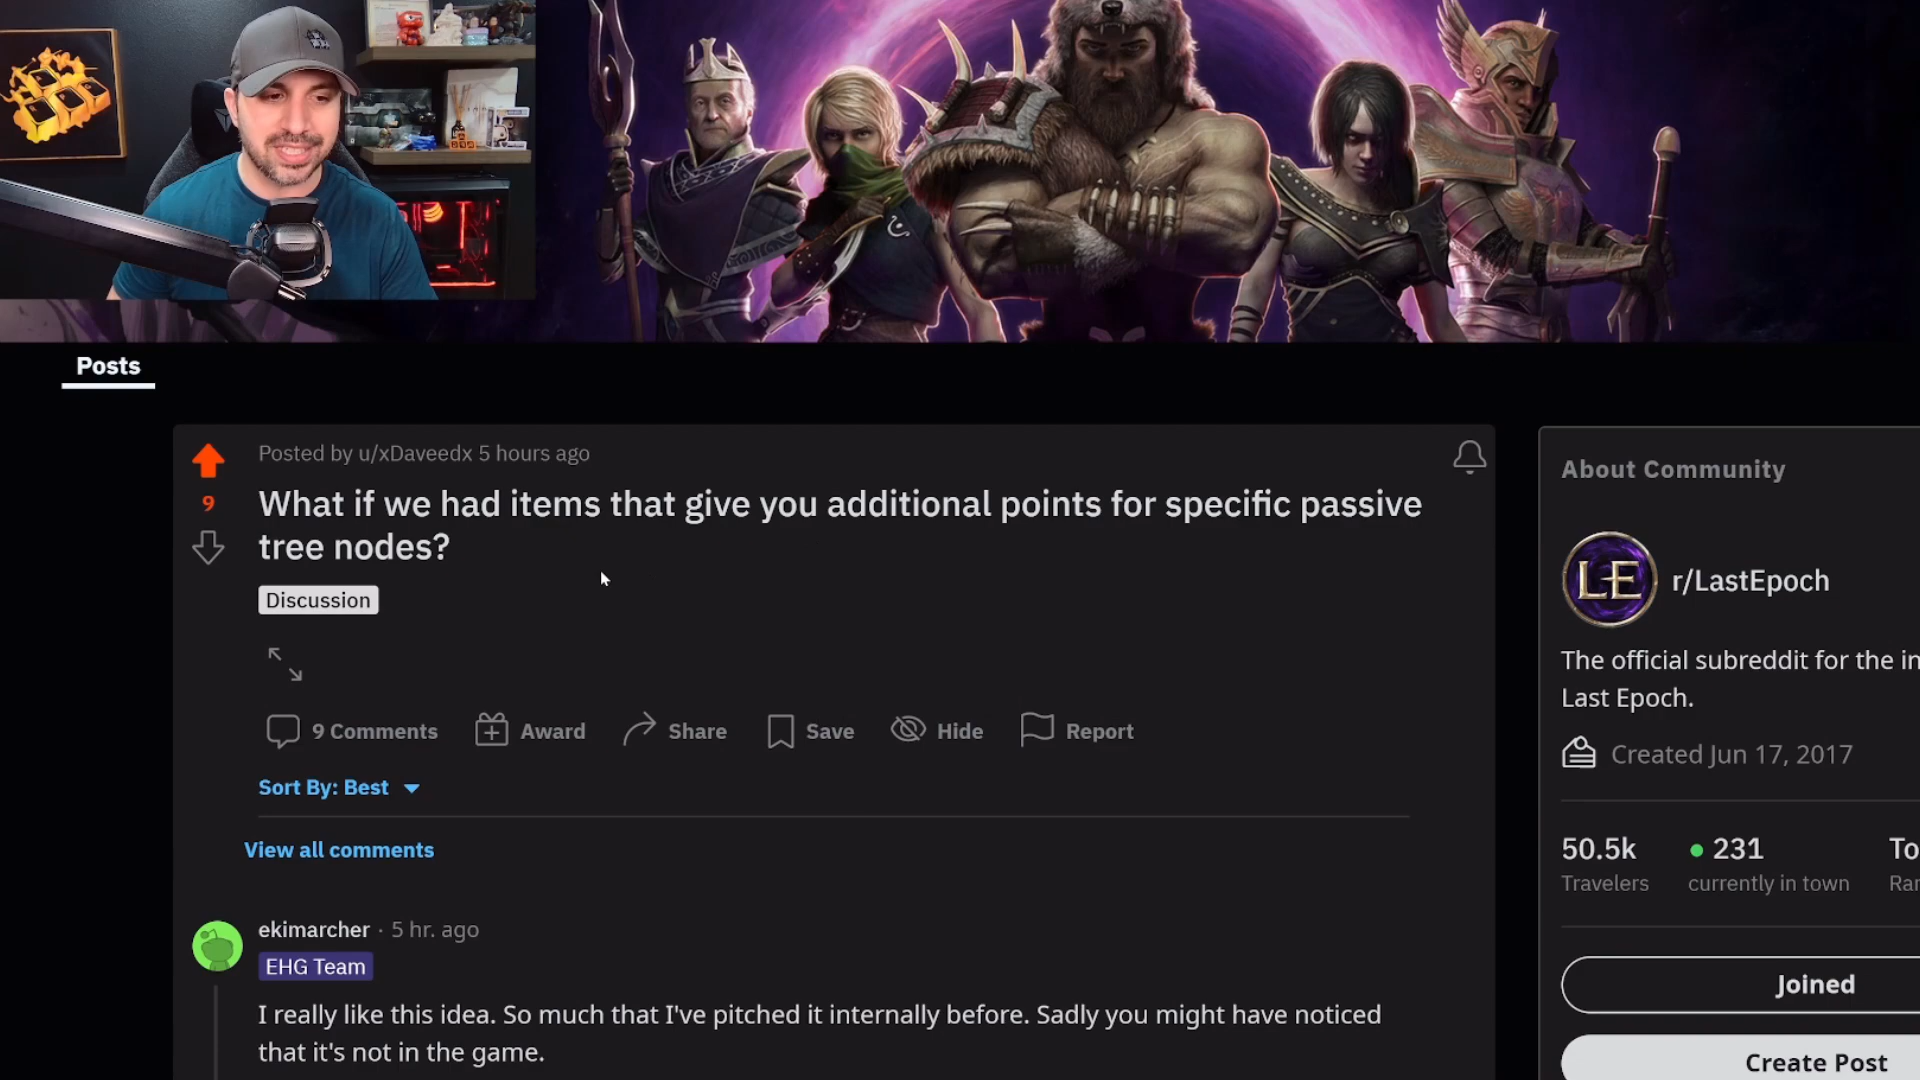 Posts
Posted by u/xDaveedx 5 hours ago
9
What if we had items that give you additional points for specific passive
tree nodes?
Discussion
9 Comments
Award
Share
Save
Hide
Report
Sort By: Best
View all comments
ekimarcher · 5 hr. ago
EHG Team
I really like this idea. So much that I've pitched it internally before. Sadly you might have noticed
that it's not in the game.
About Community
LE
r/LastEpoch
The official subreddit for the in
Last Epoch.
Created Jun 17, 2017
50.5k
Travelers
231
currently in town
To
Ran
Joined
Create Post